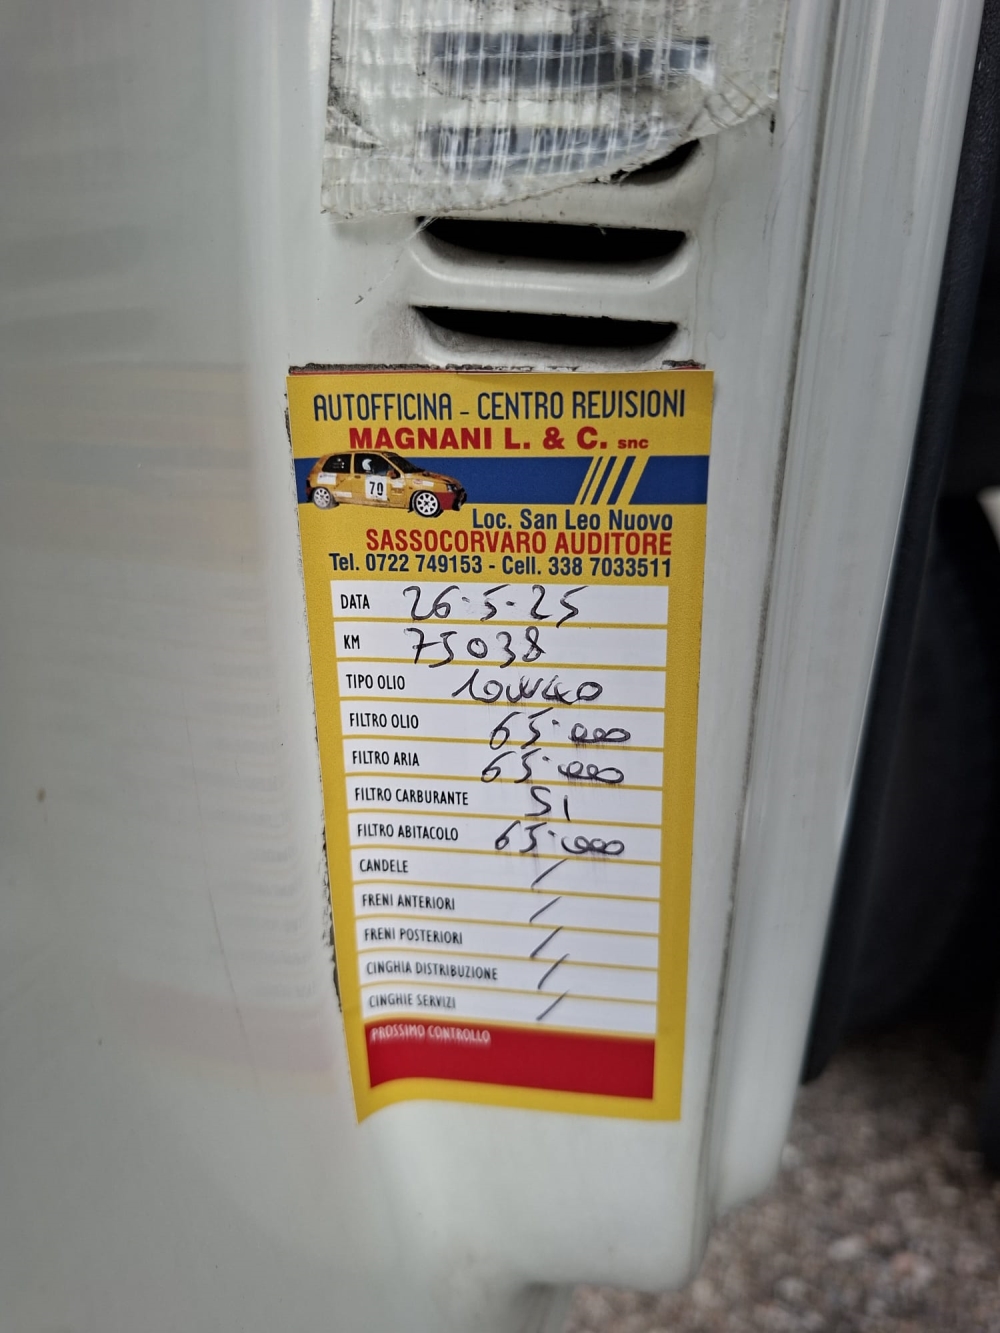 AUTOFFICINA - CENTRO REVISIONI
MAGNANI L. & C. snc
70
Loc. San Leo Nuovo
SASSOCORVARO AUDITORE
Tel. 0722 749153 - Cell. 338 7033511
DATA 26-5-25
KM 75038
TIPO OLIO 10W40
FILTRO OLIO 65.000
FILTRO ARIA 65.000
FILTRO CARBURANTE SI
FILTRO ABITACOLO 65.000
CANDELE /
FRENI ANTERIORI /
FRENI POSTERIORI /
CINGHIA DISTRIBUZIONE /
CINGHIE SERVIZI /
PROSSIMO CONTROLLO